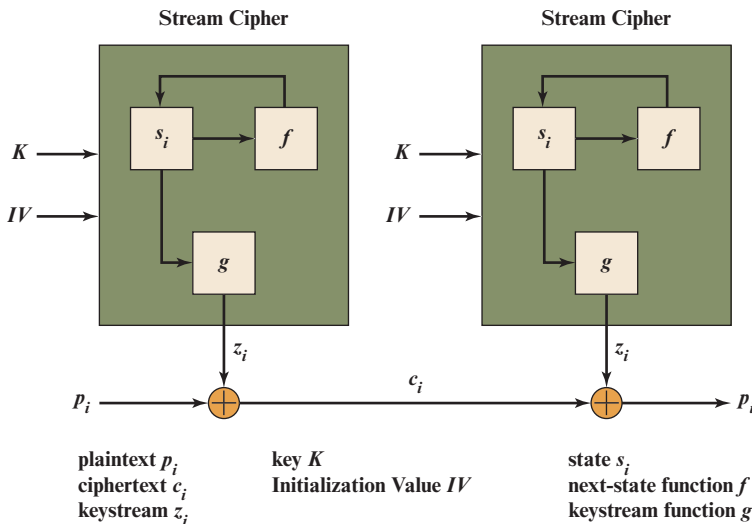 Stream Cipher Stream Cipher
s_i f s_i f
K K
IV IV
g g
z_i z_i
p_i c_i p_i
plaintext p_i key K state s_i
ciphertext c_i Initialization Value IV next-state function f
keystream z_i keystream function g